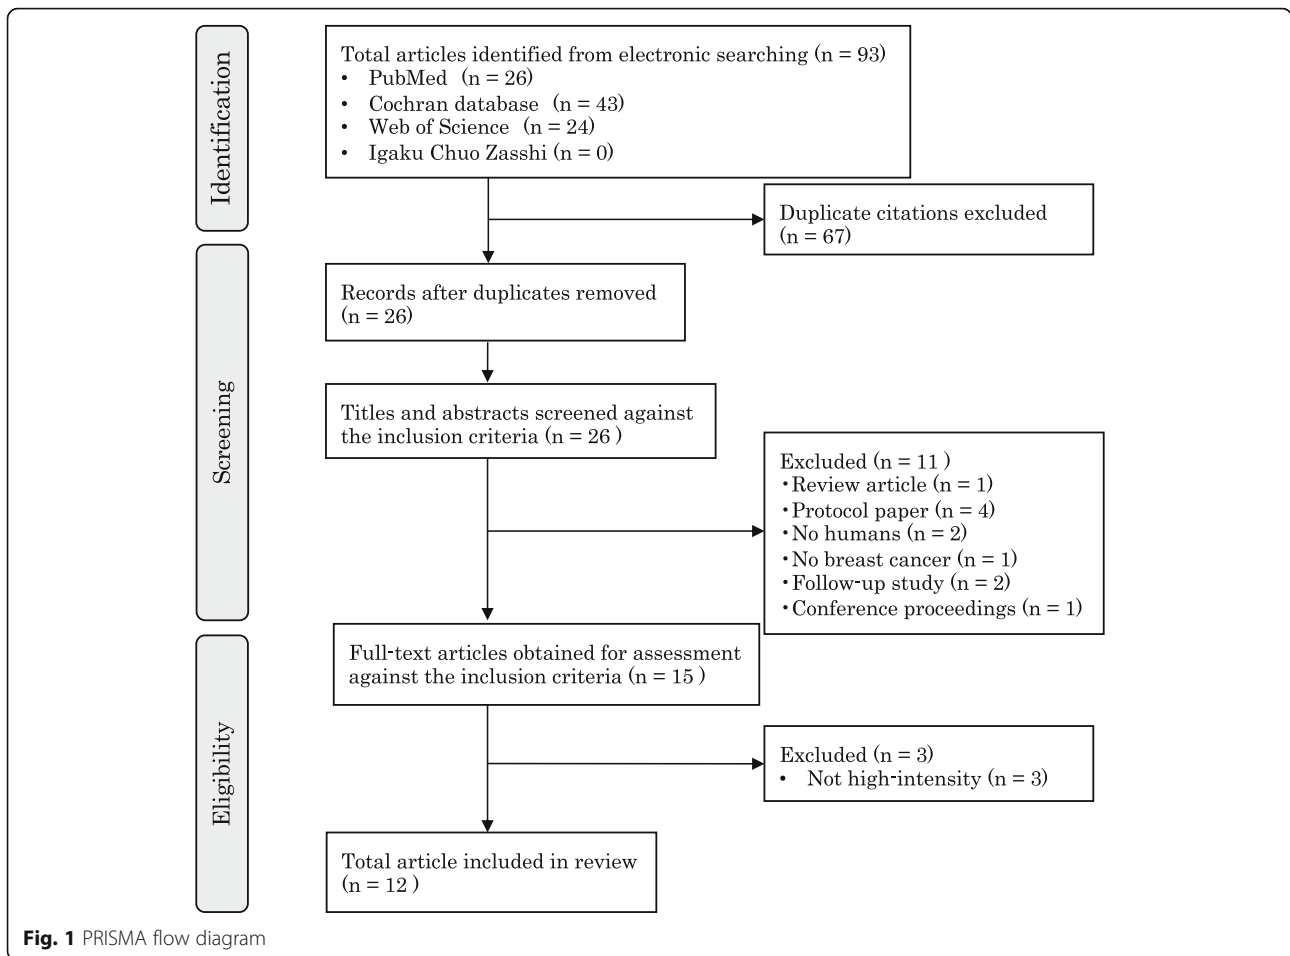 Identification
Total articles identified from electronic searching (n = 93)
• PubMed (n = 26)
• Cochran database (n = 43)
• Web of Science (n = 24)
• Igaku Chuo Zasshi (n = 0)
Duplicate citations excluded
(n = 67)
Screening
Records after duplicates removed
(n = 26)
Titles and abstracts screened against
the inclusion criteria (n = 26 )
Excluded (n = 11 )
・Review article (n = 1)
・Protocol paper (n = 4)
・No humans (n = 2)
・No breast cancer (n = 1)
・Follow-up study (n = 2)
・Conference proceedings (n = 1)
Eligibility
Full-text articles obtained for assessment
against the inclusion criteria (n = 15 )
Excluded (n = 3)
• Not high-intensity (n = 3)
Total article included in review
(n = 12 )
Fig. 1 PRISMA flow diagram